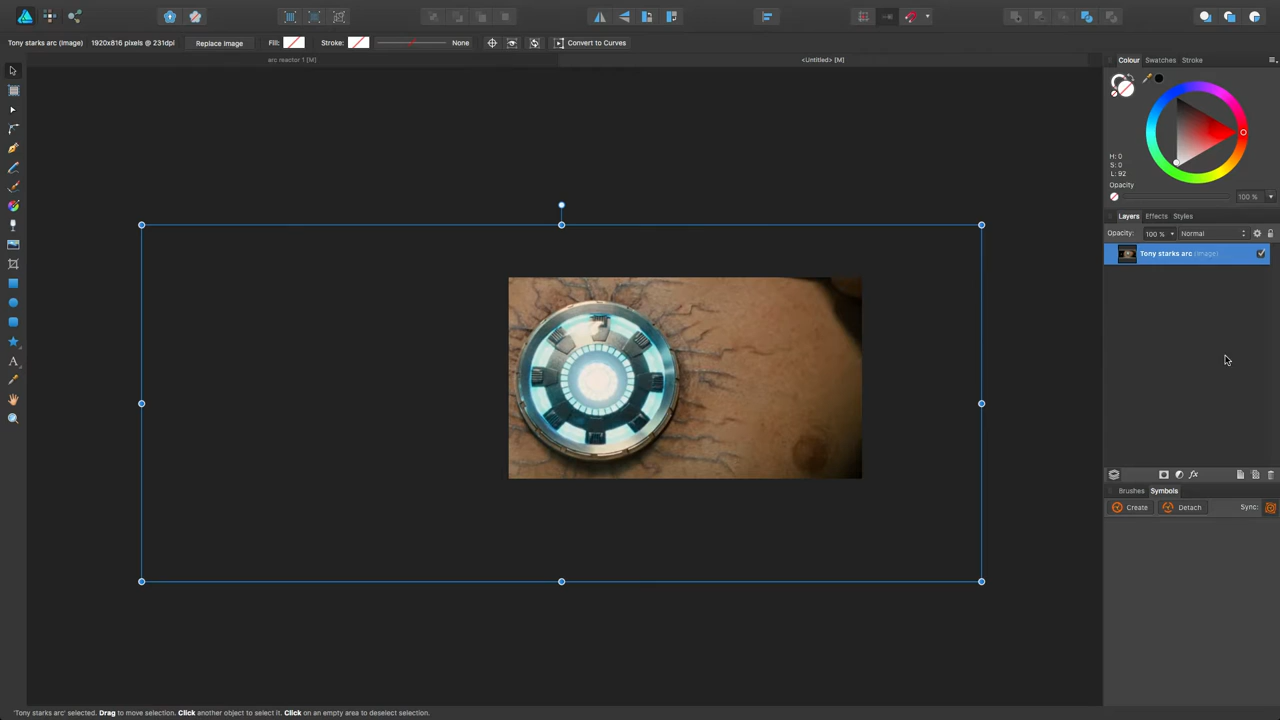 Tony starks arc (Image) 1920x816 pixels @ 231dpi Replace Image Fill: Stroke: None Convert to Curves
arc reactor 1 [M] <Untitled> [M]
Colour Swatches Stroke
H: 0
S: 0
L: 92
Opacity
100 %
Layers Effects Styles
Opacity: 100 % Normal
Tony starks arc (Image)
Brushes Symbols
Create Detach Sync:
A
'Tony starks arc' selected. Drag to move selection. Click another object to select it. Click on an empty area to deselect selection.